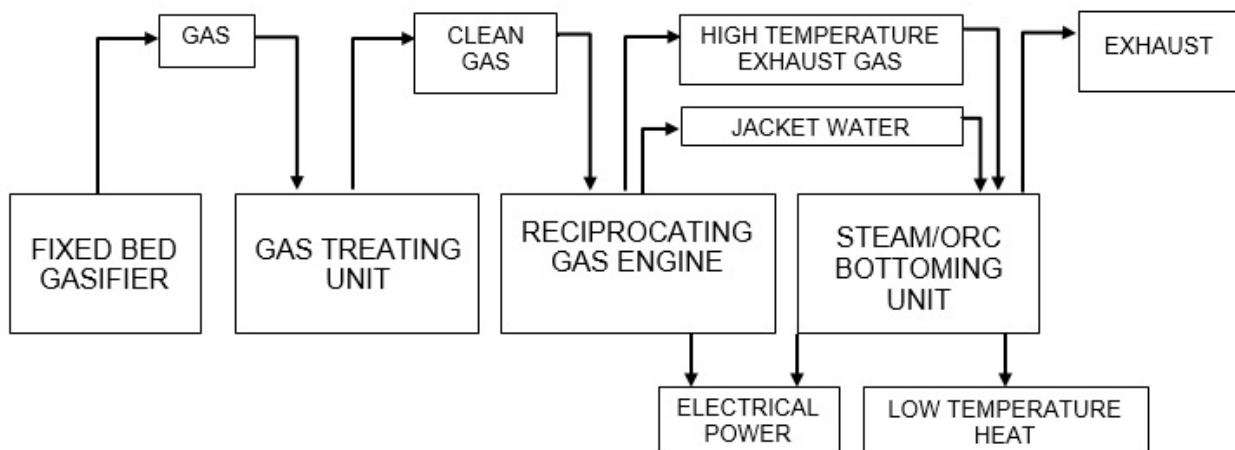 GAS
CLEAN
GAS
HIGH TEMPERATURE
EXHAUST GAS
EXHAUST
JACKET WATER
FIXED BED
GASIFIER
GAS TREATING
UNIT
RECIPROCATING
GAS ENGINE
STEAM/ORC
BOTTOMING
UNIT
ELECTRICAL
POWER
LOW TEMPERATURE
HEAT